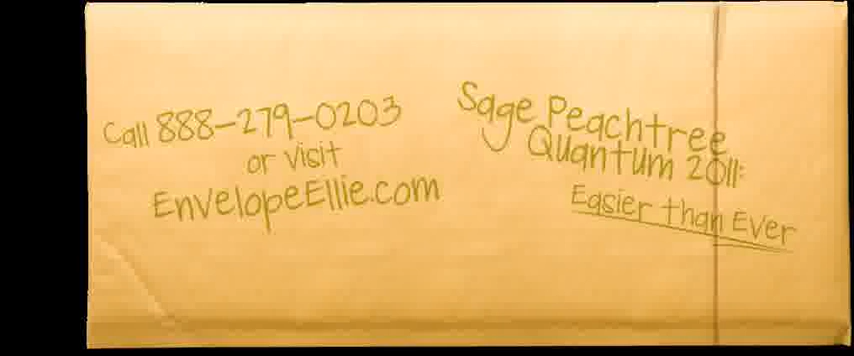 Call 888-279-0203
or visit
EnvelopeEllie.com
Sage Peachtree
Quantum 2011:
Easier than Ever